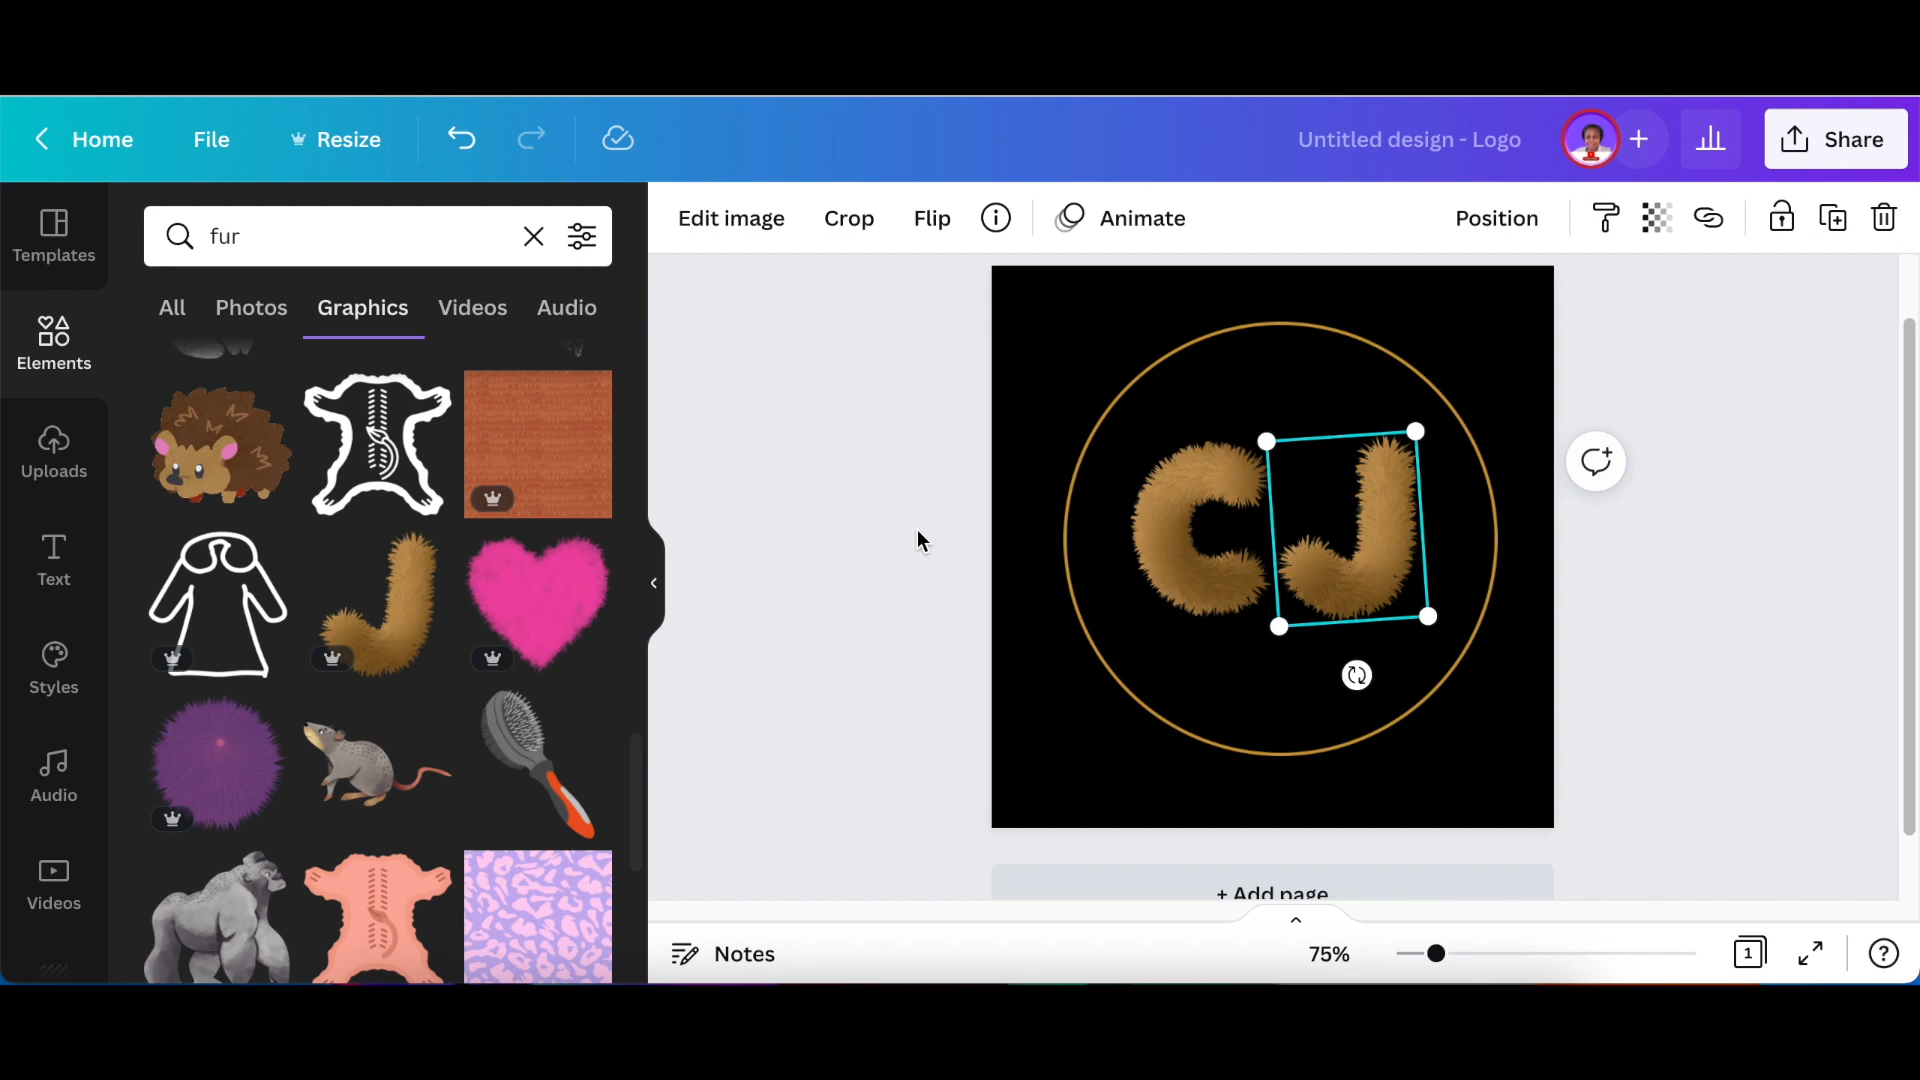 Home File Resize Untitled design - Logo Share
Templates
fur
Edit image Crop Flip Animate Position
All Photos Graphics Videos Audio
Elements
Uploads
Text
Styles
Audio
Videos
CJ
+ Add page
Notes 75% 1